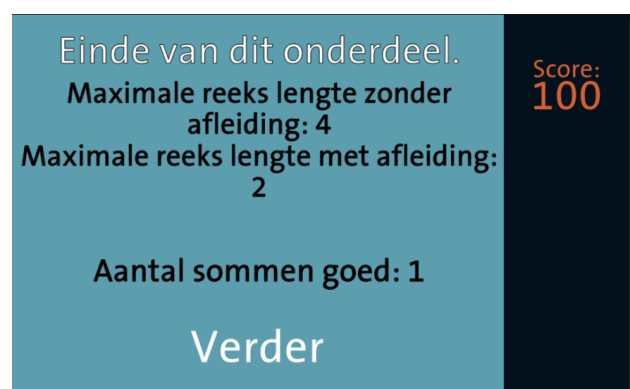 Einde van dit onderdeel.
Maximale reeks lengte zonder
afleiding: 4
Maximale reeks lengte met afleiding:
2
Aantal sommen goed: 1
Verder
Score:
100